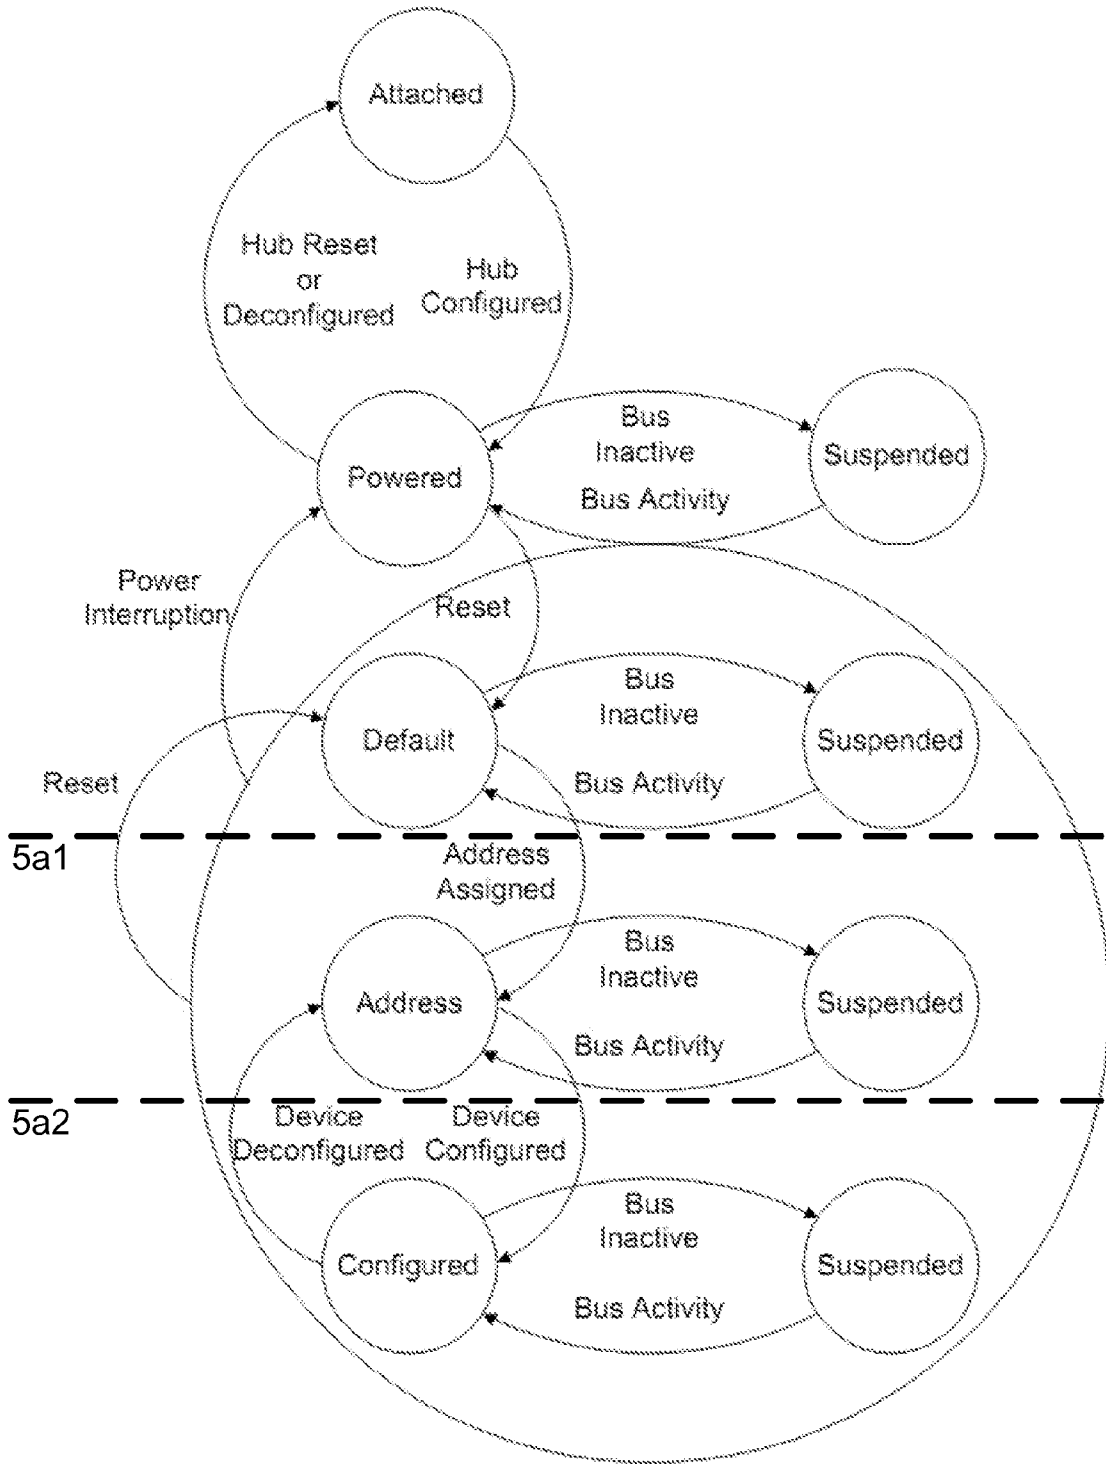 Attached
Hub Reset
or
Deconfigured
Hub
Configured
Bus
Inactive
Suspended
Powered
Bus Activity
Power
Interruption
Reset
Bus
Inactive
Default
Suspended
Reset
Bus Activity
5a1
Address
Assigned
Bus
Inactive
Address
Suspended
Bus Activity
5a2
Device
Deconfigured
Device
Configured
Bus
Inactive
Configured
Suspended
Bus Activity